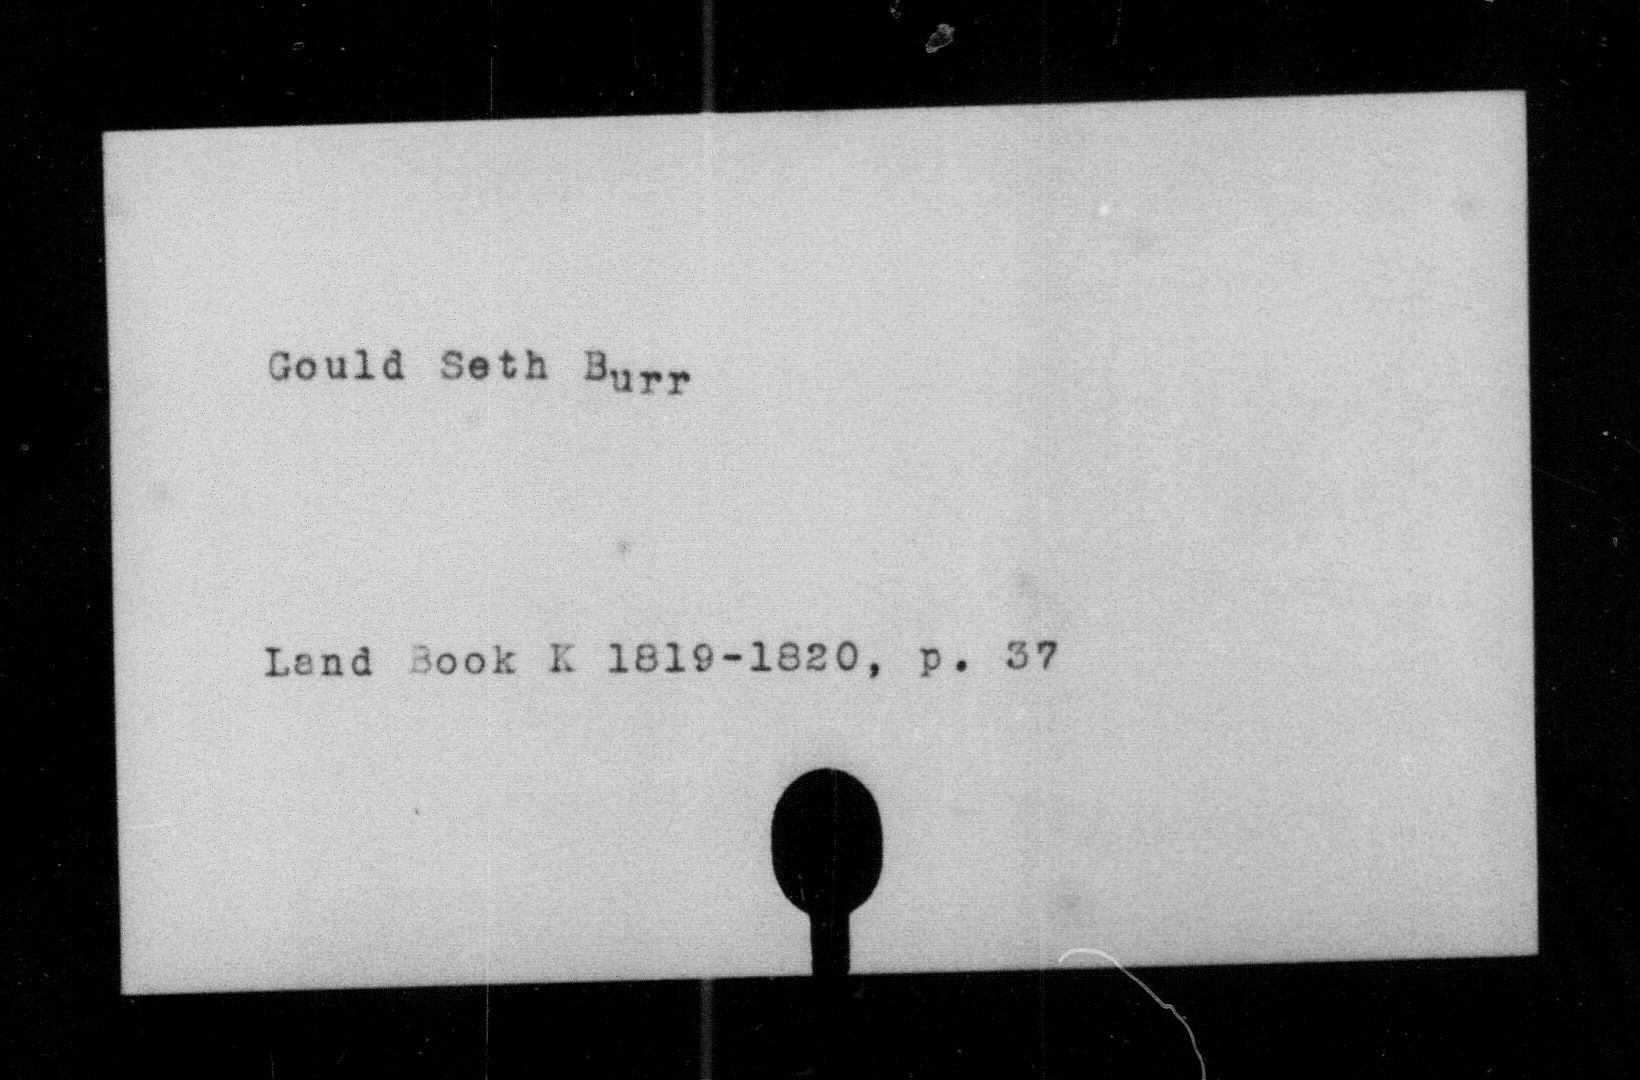 Gould Seth Burr
Land Book K 1819-1820, p. 37